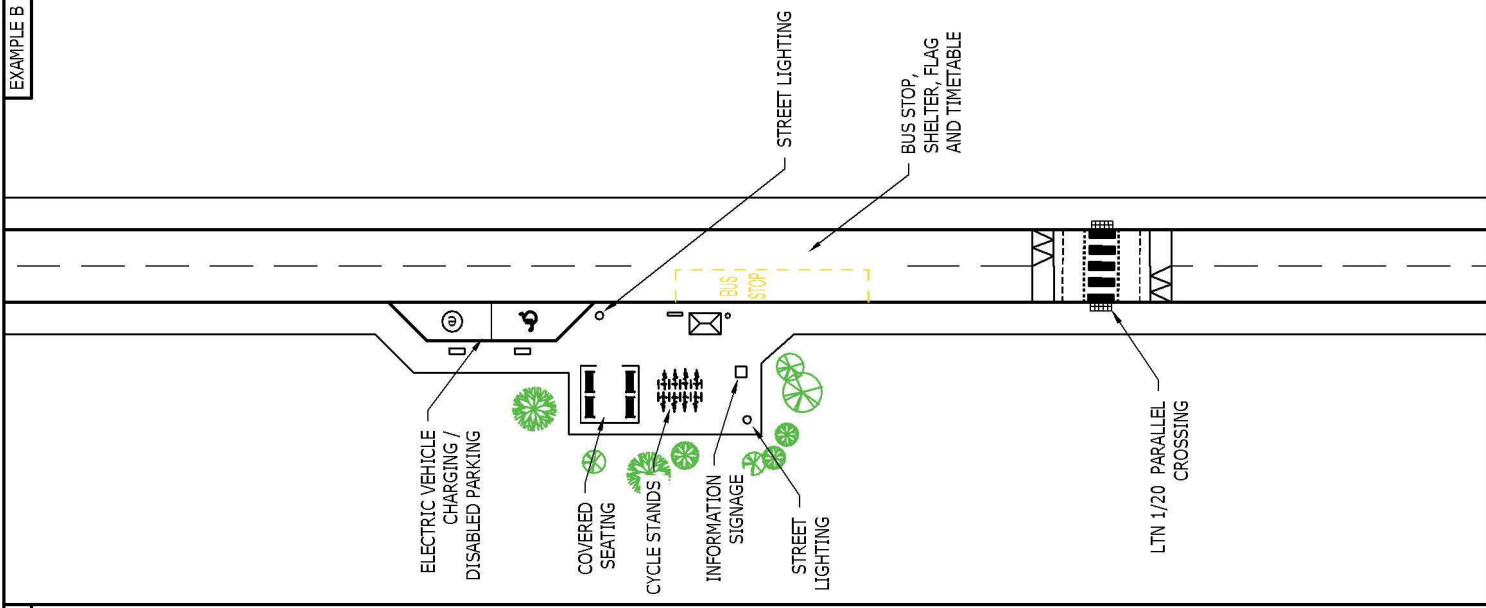 EXAMPLE B
ELECTRIC VEHICLE
CHARGING /
DISABLED PARKING
COVERED
SEATING
CYCLE STANDS
INFORMATION
SIGNAGE
STREET
LIGHTING
e
BUS
STOP
STREET LIGHTING
BUS STOP,
SHELTER, FLAG
AND TIMETABLE
LTN 1/20 PARALLEL
CROSSING